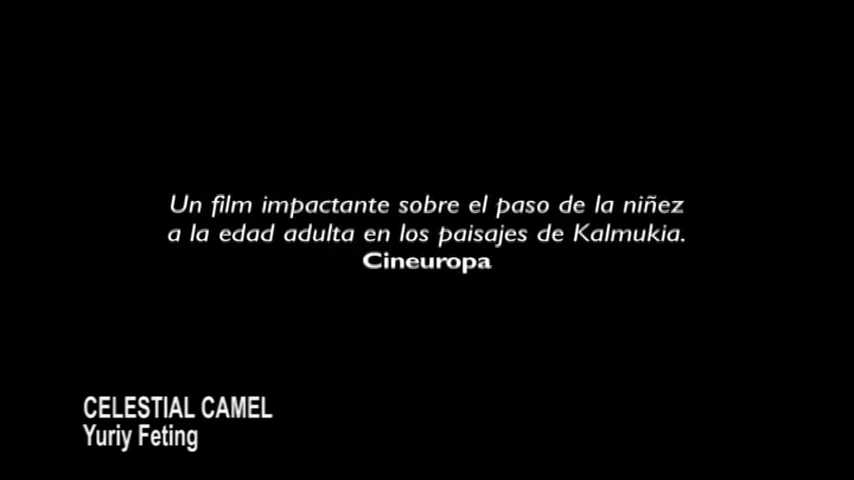 Un film impactante sobre el paso de la niñez
a la edad adulta en los paisajes de Kalmukia.
Cineuropa
CELESTIAL CAMEL
Yuriy Feting